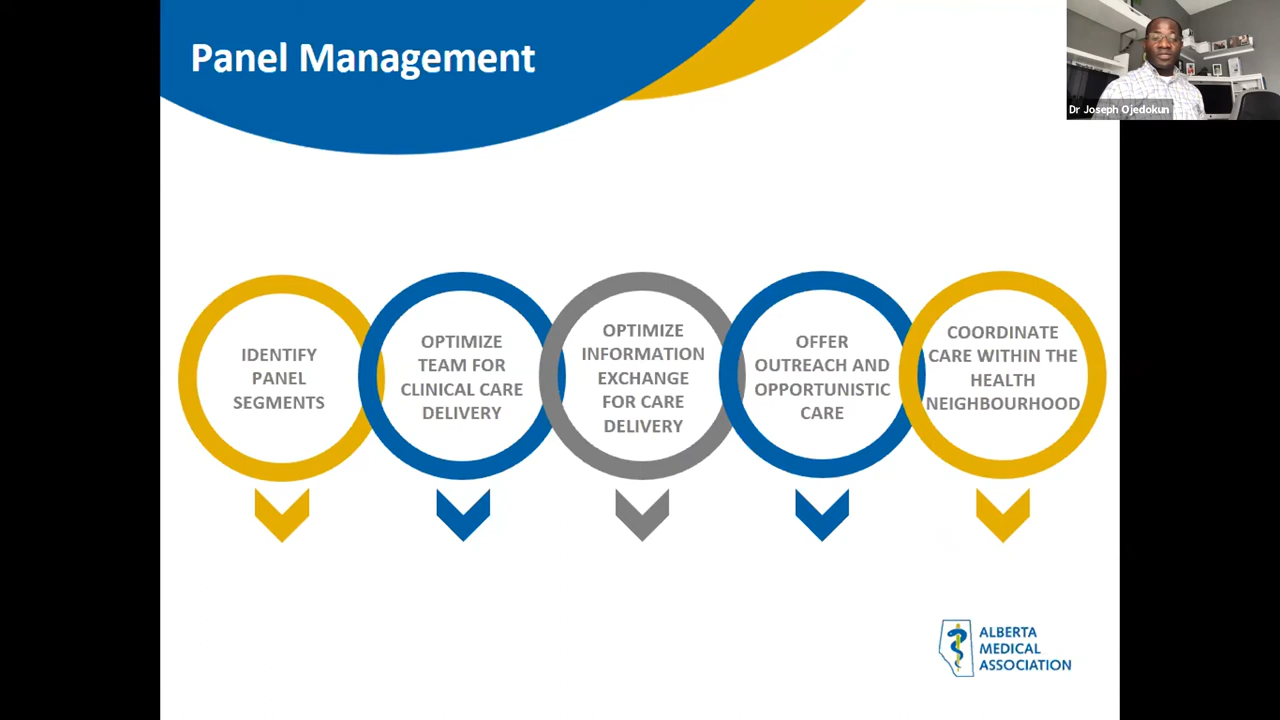 Panel Management
Dr Joseph Ojedokun
IDENTIFY
PANEL
SEGMENTS
OPTIMIZE
TEAM FOR
CLINICAL CARE
DELIVERY
OPTIMIZE
INFORMATION
EXCHANGE
FOR CARE
DELIVERY
OFFER
OUTREACH AND
OPPORTUNISTIC
CARE
COORDINATE
CARE WITHIN THE
HEALTH
NEIGHBOURHOOD
ALBERTA
MEDICAL
ASSOCIATION